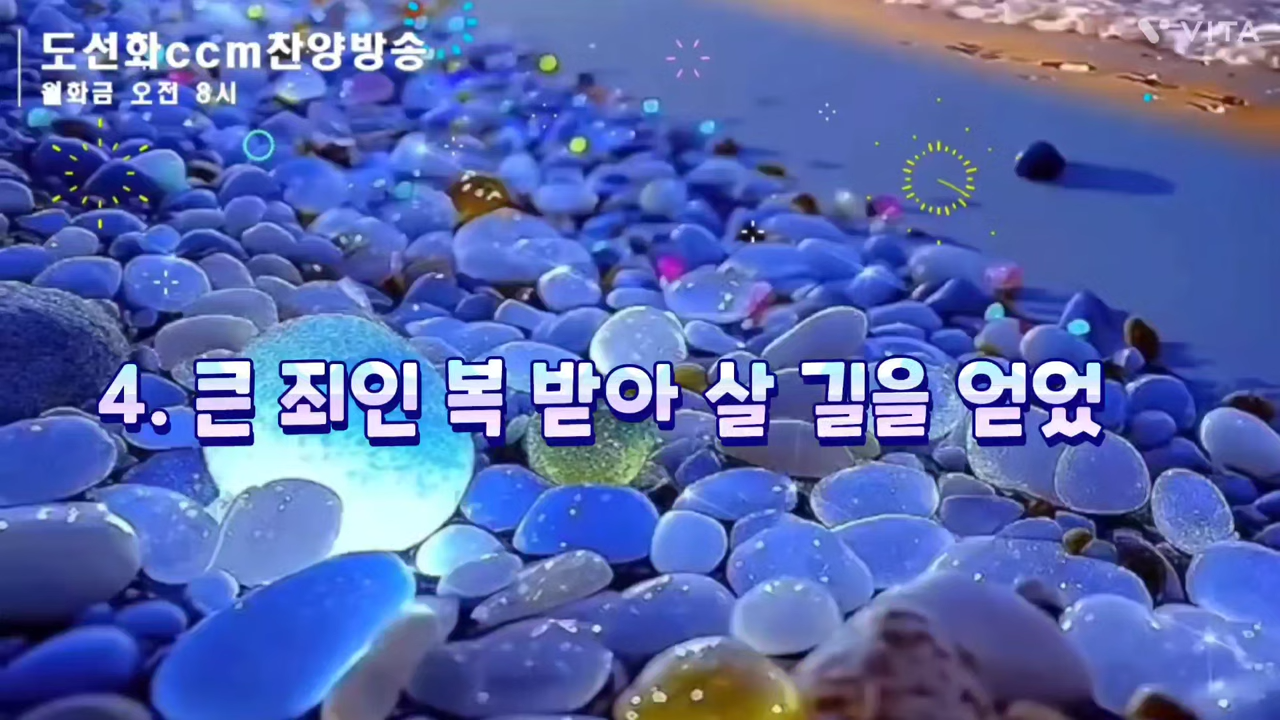 도선화ccm찬양방송
월화금 오전 8시
VITA
4. 큰 죄인 복 받아 살 길을 얻었